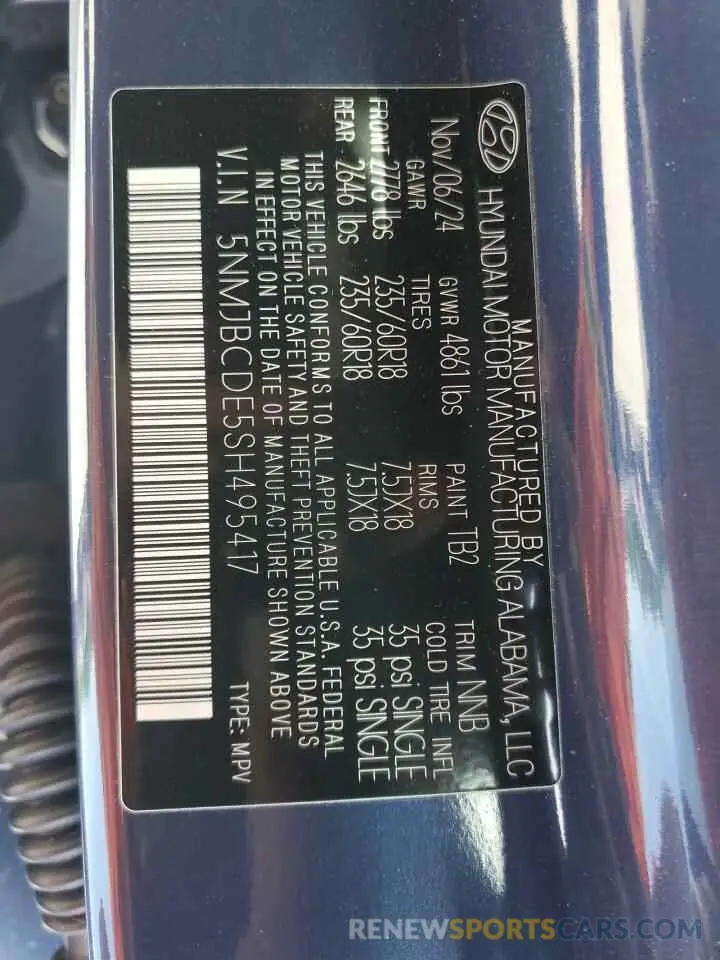 MANUFACTURED BY
HYUNDAI MOTOR MANUFACTURING ALABAMA, LLC
Nov/06/24 GVWR 4861 lbs PAINT TB2 TRIM NNB
GAWR TIRES RIMS COLD TIRE INFL
FRONT 2778 lbs 235/60R18 7.5JX18 35 psi SINGLE
REAR 2646 lbs 235/60R18 7.5JX18 35 psi SINGLE
THIS VEHICLE CONFORMS TO ALL APPLICABLE U.S.A. FEDERAL
MOTOR VEHICLE SAFETY AND THEFT PREVENTION STANDARDS
IN EFFECT ON THE DATE OF MANUFACTURE SHOWN ABOVE
V.I.N 5NMJBCDE5SH495417 TYPE: MPV
RENEWSPORTSCARS.COM